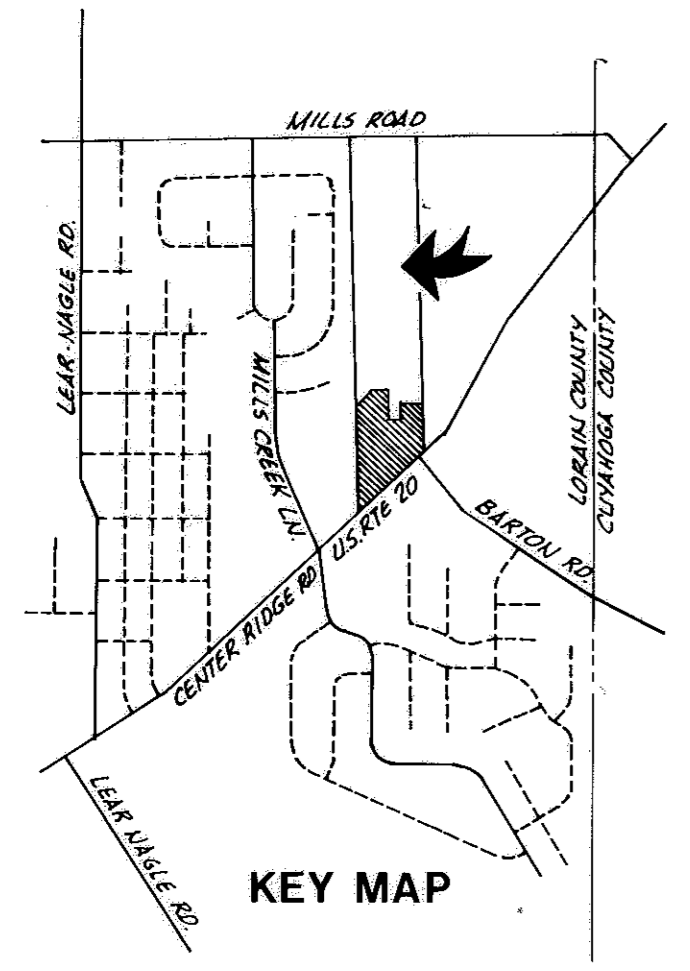 MILLS ROAD
LEAR-NAGLE RD.
LORAIN COUNTY
CUYAHOGA COUNTY
MILLS CREEK LN.
U.S. RTE 20
BARTON RD.
CENTER RIDGE RD.
LEAR NAGLE RD.
KEY MAP